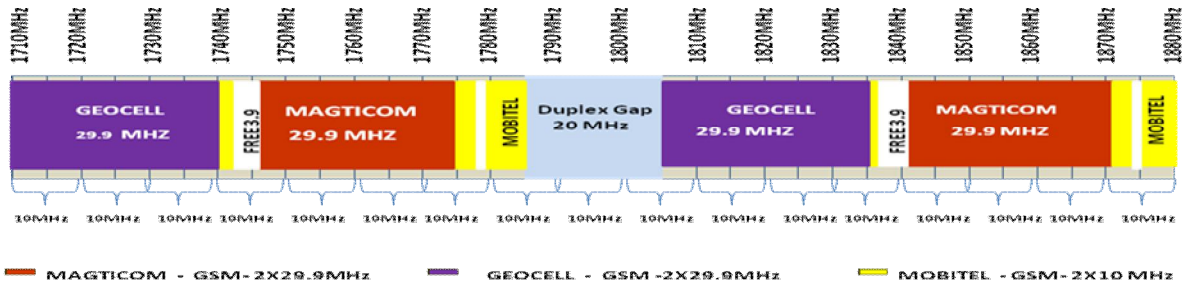 1710MHz 1720MHz 1730MHz 1740MHz 1750MHz 1760MHz 1770MHz 1780MHz 1790MHz 1800MHz 1810MHz 1820MHz 1830MHz 1840MHz 1850MHz 1860MHz 1870MHz 1880MHz
GEOCELL
29.9 MHZ
FREE3.9
MAGTICOM
29.9 MHZ
MOBITEL
Duplex Gap
20 MHz
GEOCELL
29.9 MHZ
FREE3.9
MAGTICOM
29.9 MHZ
MOBITEL
10MHz 10MHz 10MHz 10MHz 10MHz 10MHz 10MHz 10MHz 10MHz 10MHz 10MHz 10MHz 10MHz 10MHz 10MHz 10MHz 10MHz
MAGTICOM - GSM-2X29.9MHz GEOCELL - GSM -2X29.9MHz MOBITEL -GSM-2X10 MHz